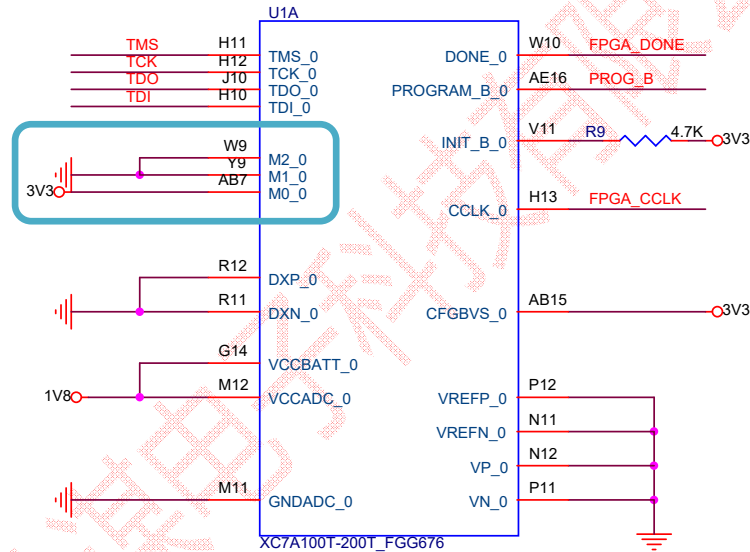 U1A
TMS H11 TMS_0
TCK H12 TCK_0
TDO J10 TDO_0
TDI H10 TDI_0
W9 M2_0
Y9 M1_0
3V3 AB7 M0_0
R12 DXP_0
R11 DXN_0
G14 VCCBATT_0
1V8 M12 VCCADC_0
M11 GNDADC_0
DONE_0 W10 FPGA_DONE
PROGRAM_B_0 AE16 PROG_B
INIT_B_0 V11 R9 4.7K 3V3
CCLK_0 H13 FPGA_CCLK
CFGBVS_0 AB15 3V3
VREFP_0 P12
VREFN_0 N11
VP_0 N12
VN_0 P11
XC7A100T-200T_FGG676